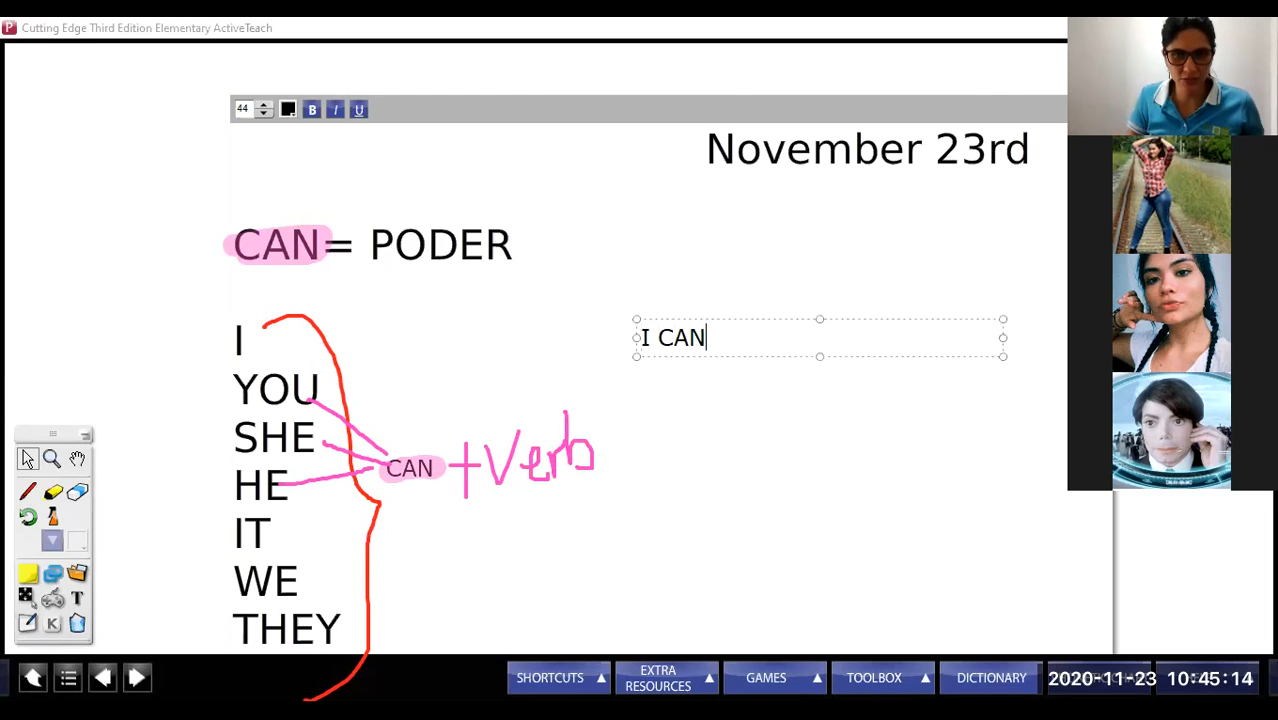 Cutting Edge Third Edition Elementary ActiveTeach
44 B I U
November 23rd
CAN= PODER
I
YOU
SHE
HE
IT
WE
THEY
CAN +Verb
I CAN
T
K
SHORTCUTS
EXTRA
RESOURCES
GAMES
TOOLBOX
DICTIONARY
2020-11-23 10:45:14